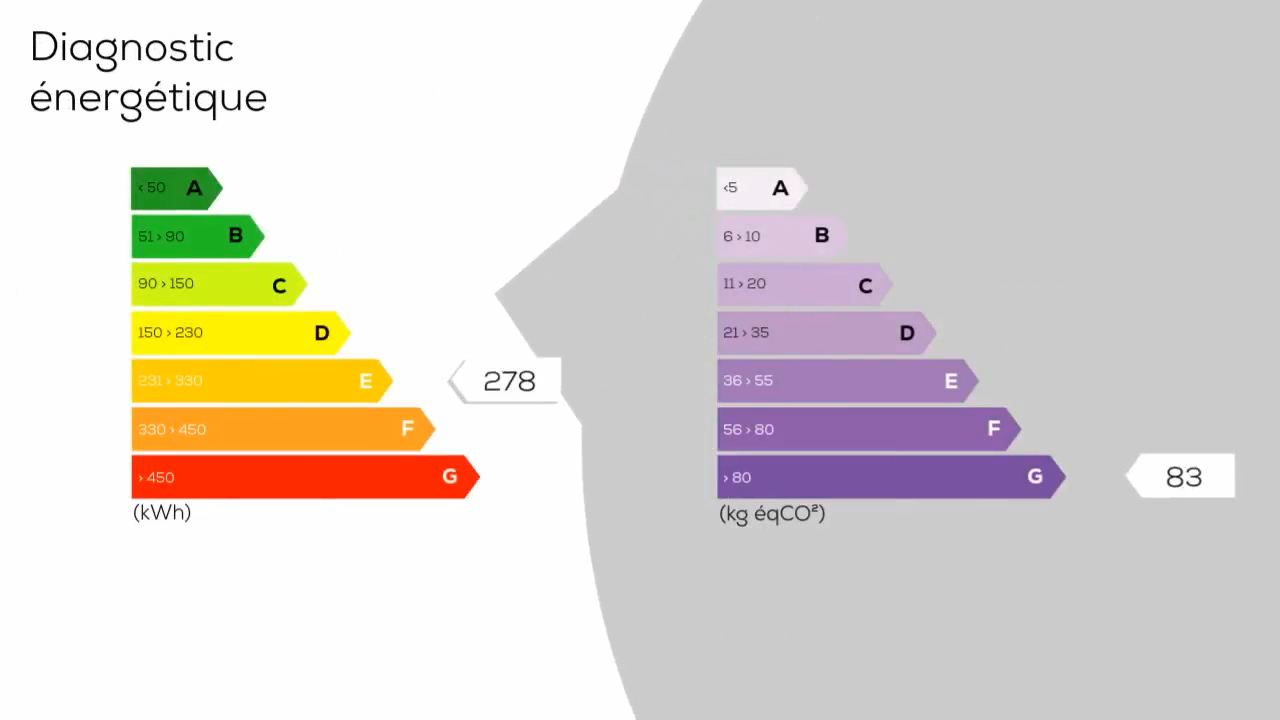 Diagnostic
énergétique
< 50 A
51 > 90 B
90 > 150 C
150 > 230 D
231 > 330 E
278
330 > 450 F
> 450 G
(kWh)
<5 A
6 > 10 B
11 > 20 C
21 > 35 D
36 > 55 E
56 > 80 F
> 80 G
83
(kg éqCO²)